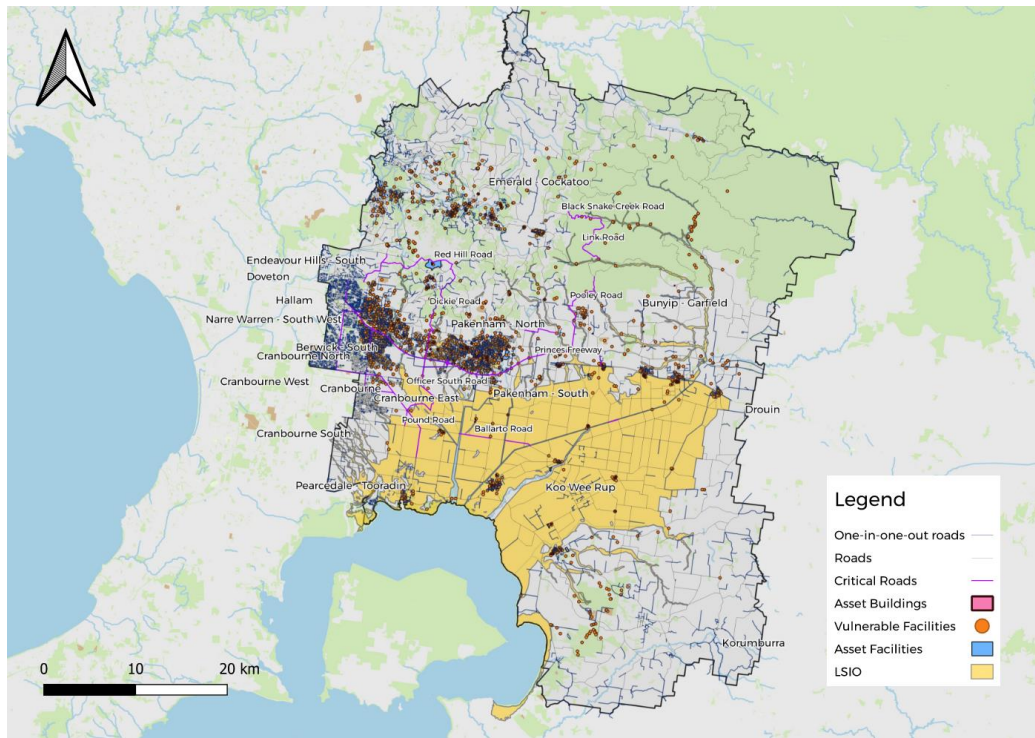 Emerald - Cockatoo
Black Snake Creek Road
Link Road
Red Hill Road
Endeavour Hills - South
Doveton
Hallam
Dickie Road
Pooley Road
Bunyip - Garfield
Narre Warren - South West
Pakenham - North
Berwick - South
Princes Freeway
Cranbourne North
Cranbourne West
Cranbourne
Officer South Road
Cranbourne East
Pakenham - South
Drouin
Pound Road
Ballarto Road
Cranbourne South
Pearcedale - Tooradin
Koo Wee Rup
Korumburra
Legend
One-in-one-out roads
Roads
Critical Roads
Asset Buildings
Vulnerable Facilities
Asset Facilities
LSIO
0 10 20 km